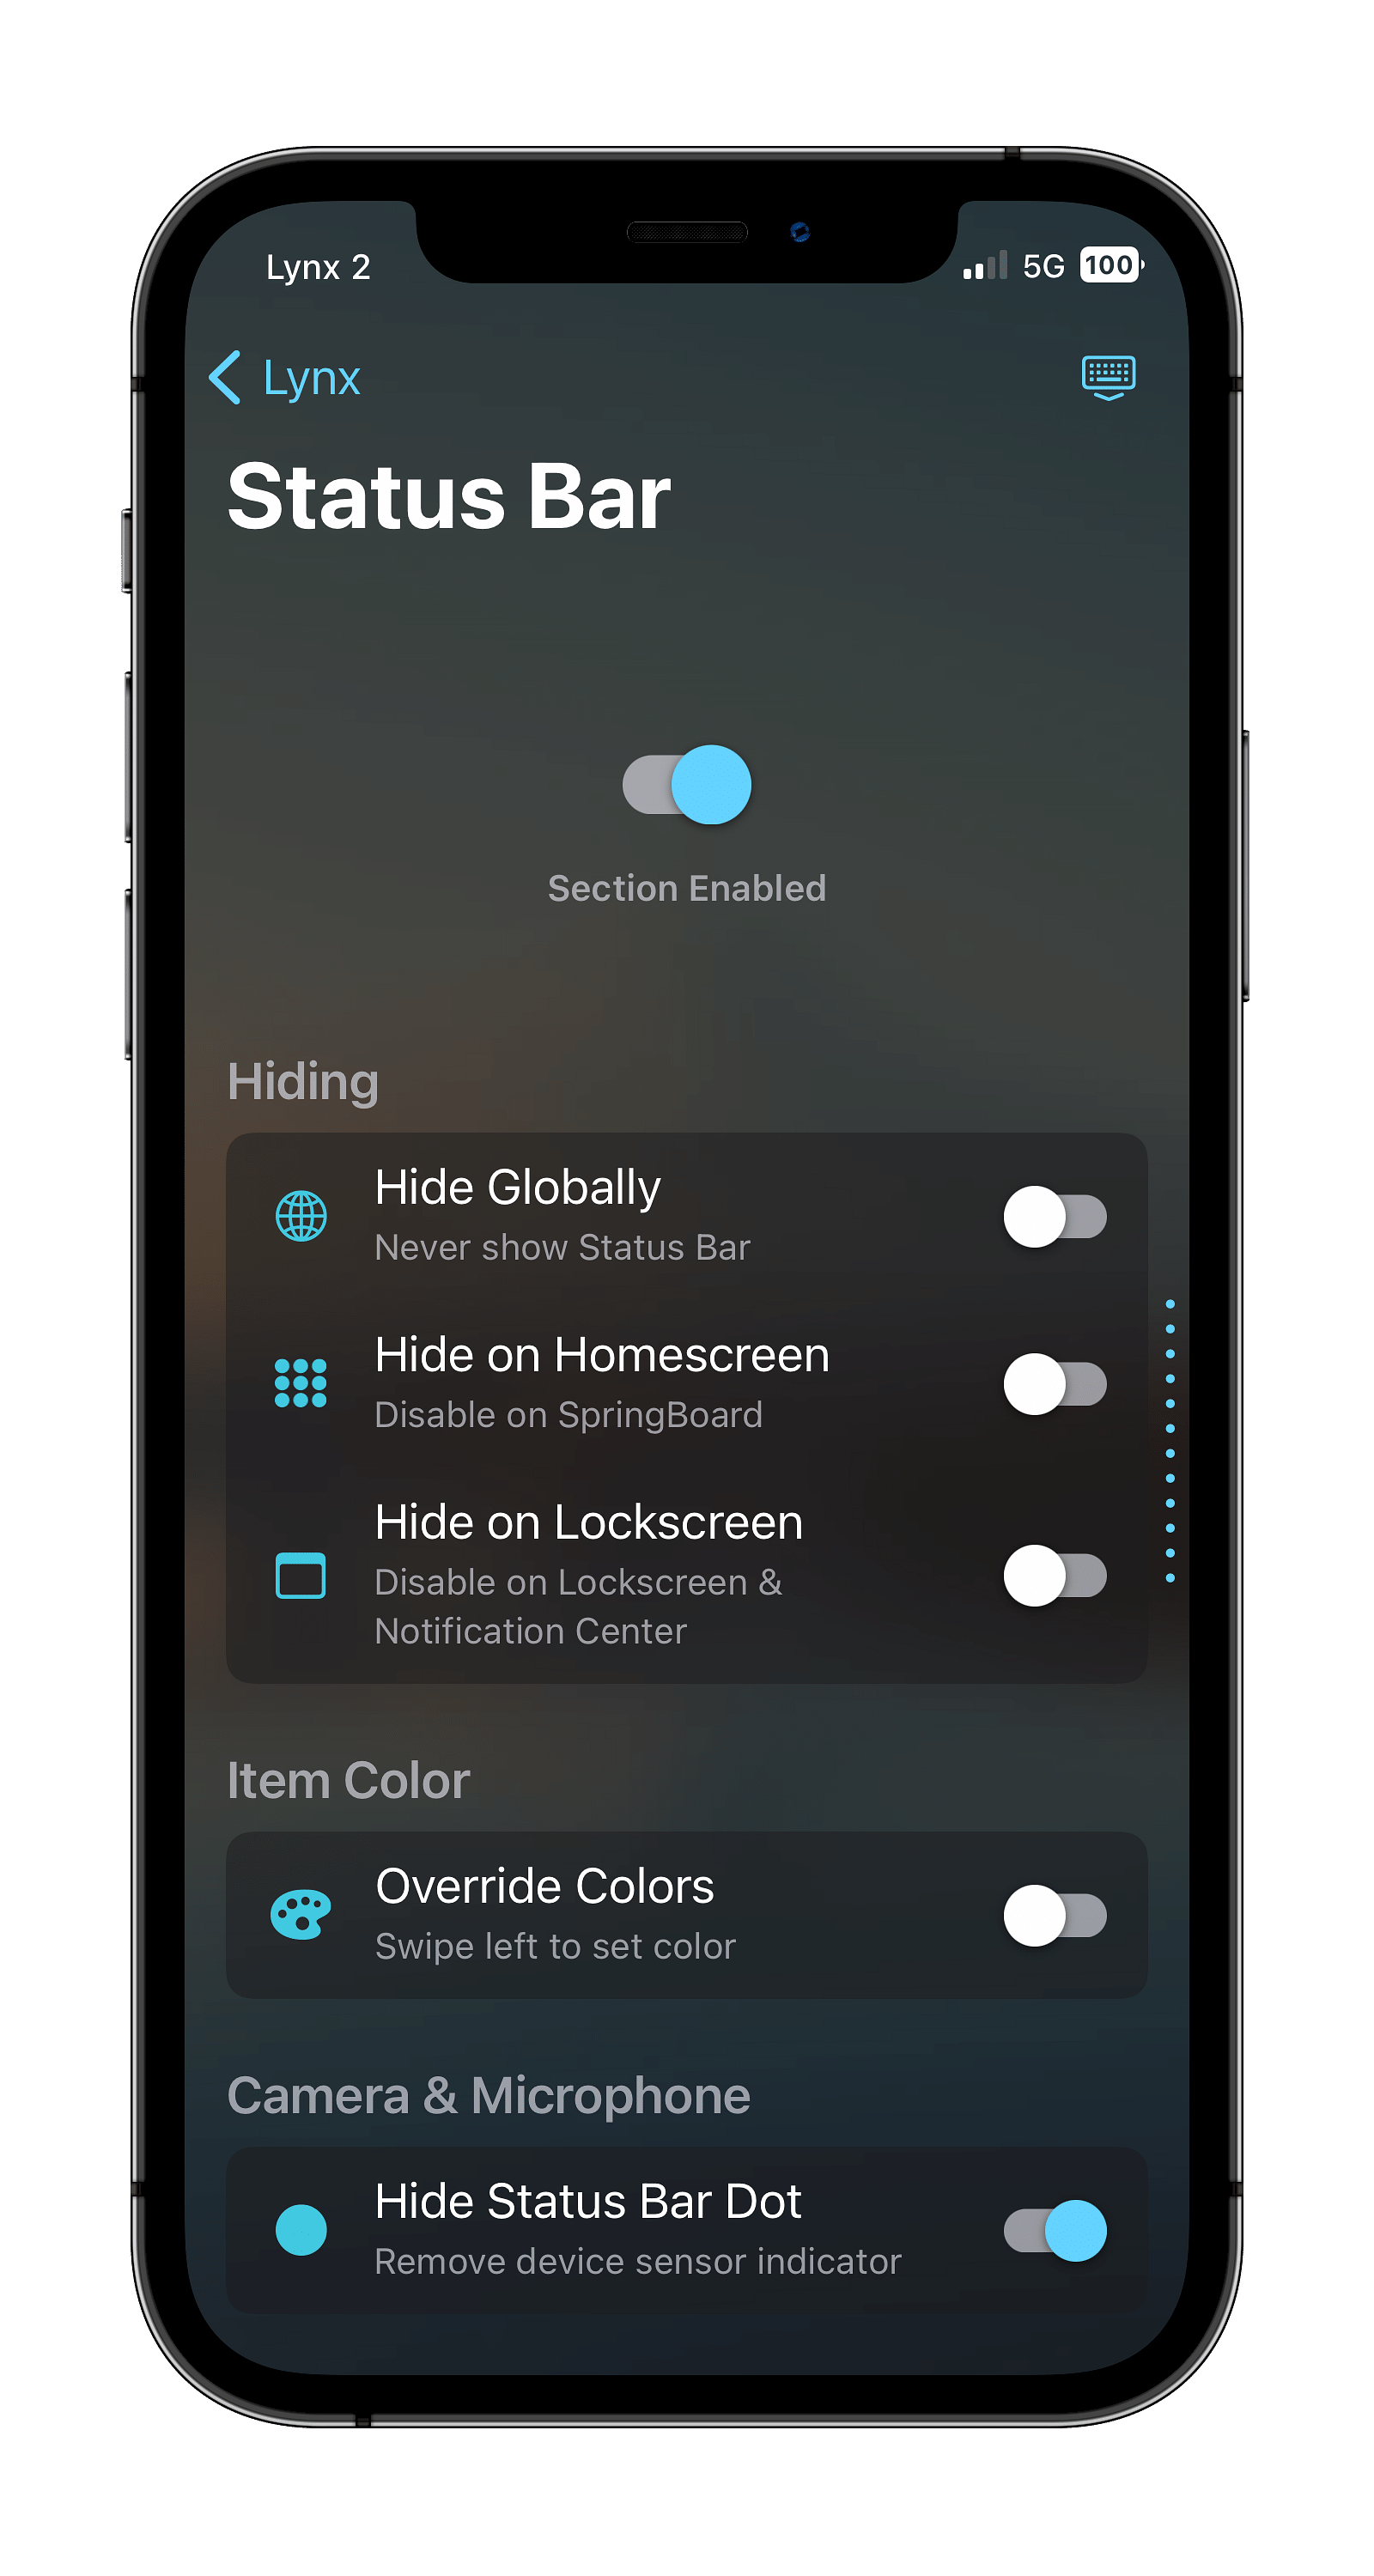 Lynx 2
5G 100
Lynx
Status Bar
Section Enabled
Hiding
Hide Globally
Never show Status Bar
Hide on Homescreen
Disable on SpringBoard
Hide on Lockscreen
Disable on Lockscreen &
Notification Center
Item Color
Override Colors
Swipe left to set color
Camera & Microphone
Hide Status Bar Dot
Remove device sensor indicator